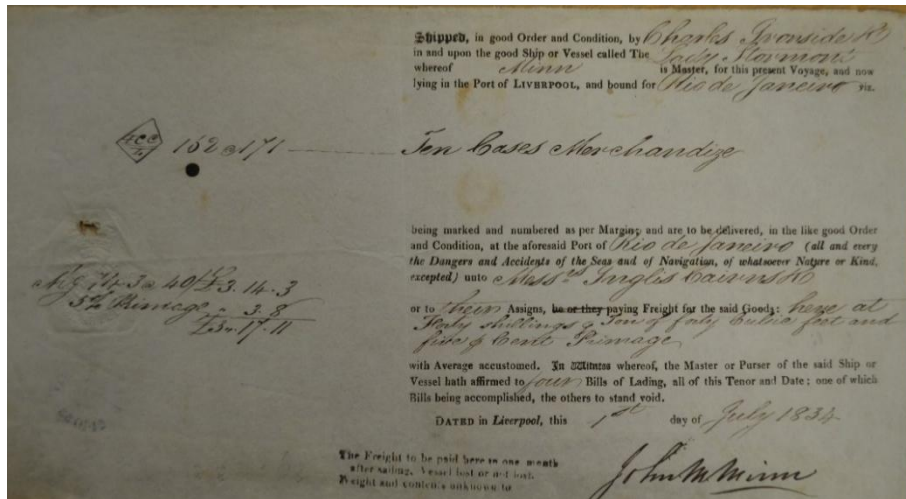 Shipped, in good Order and Condition, by Charles Ironside & Co
in and upon the good Ship or Vessel called The Lady Stormont
whereof Minn is Master, for this present Voyage, and now
lying in the Port of LIVERPOOL, and bound for Rio de Janeiro viz.
162 @ 171 Ten Cases Merchandize
being marked and numbered as per Margin; and are to be delivered, in the like good Order
and Condition, at the aforesaid Port of Rio de Janeiro (all and every
the Dangers and Accidents of the Seas and of Navigation, of whatsoever Nature or Kind,
excepted) unto Messrs Inglis Cairns & Co
40/ £3. 14. 3
5 % Primage 3. 8
£3. 17. 11
or to their Assigns, he or they paying Freight for the said Goods: here at
Forty shillings Ton of forty Cubic feet and
five Cent Primage
with Average accustomed. In Witness whereof, the Master or Purser of the said Ship or
Vessel hath affirmed to four Bills of Lading, all of this Tenor and Date; one of which
Bills being accomplished, the others to stand void.
DATED in Liverpool, this 1st day of July 1834
The Freight to be paid here in one month
after sailing, Vessel lost or not lost.
Weight and contents unknown to
John M Minn